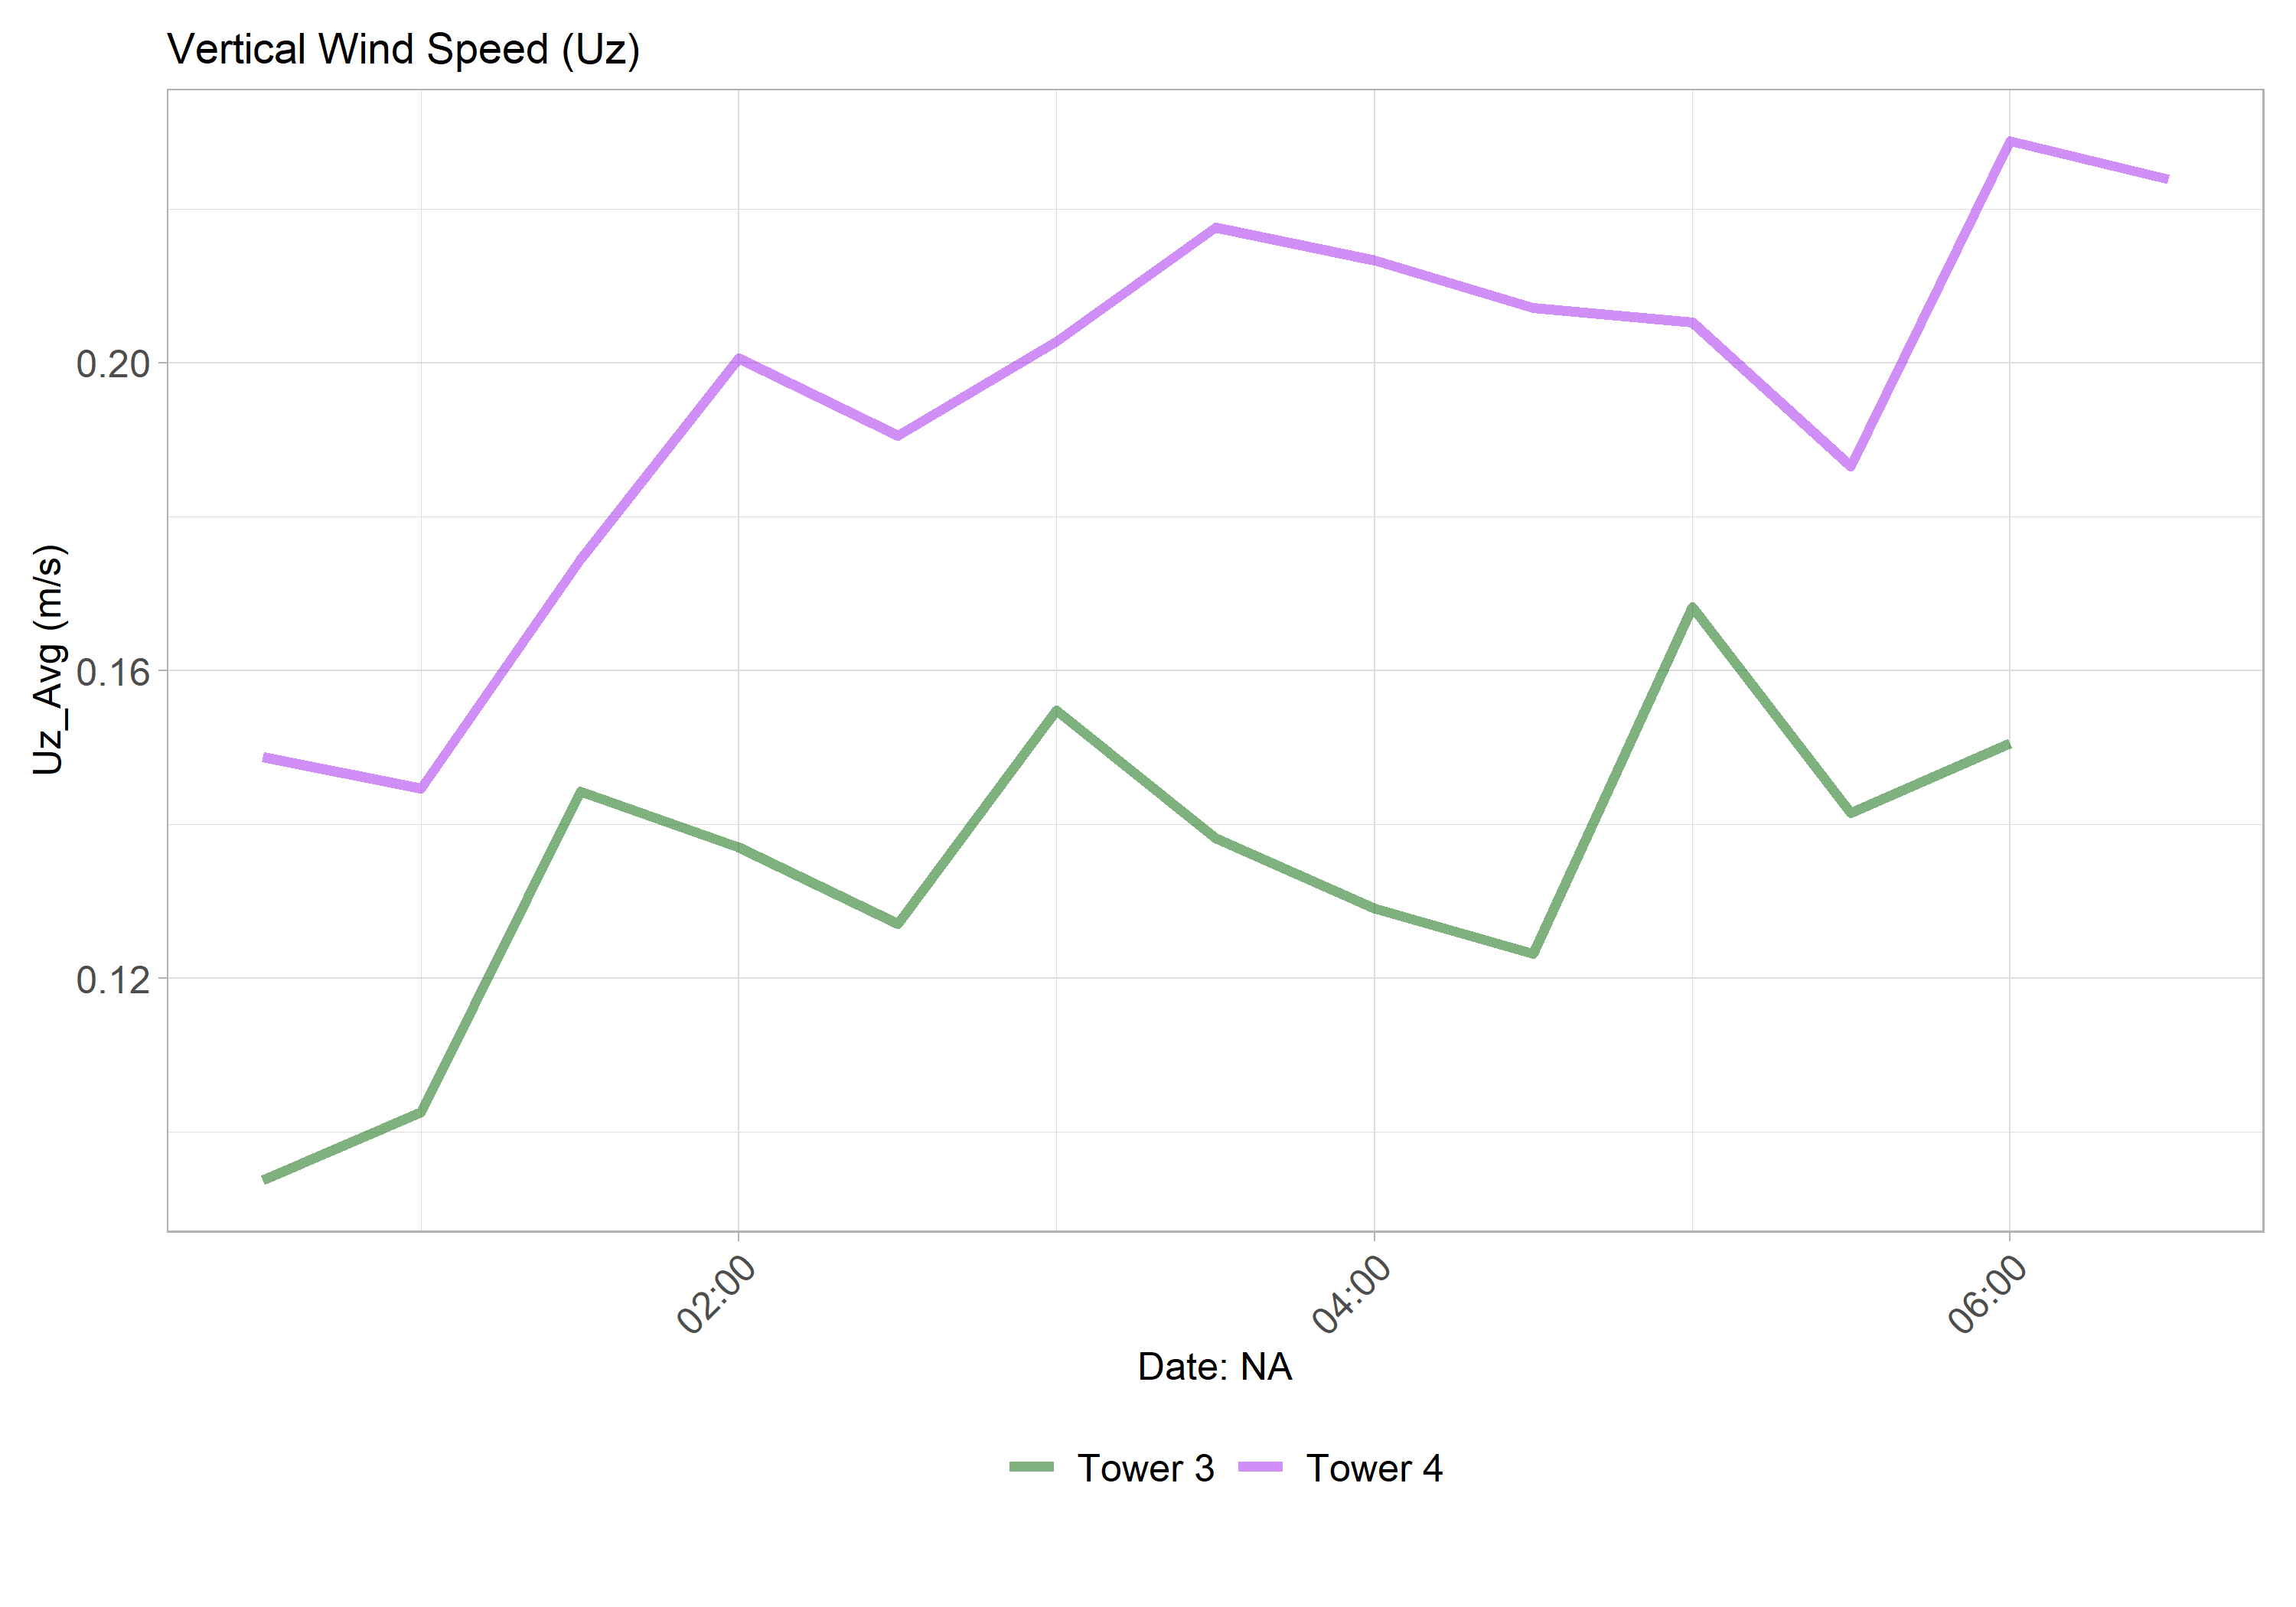 Vertical Wind Speed (Uz)
Uz_Avg (m/s)
0.20
0.16
0.12
02:00
04:00
06:00
Date: NA
Tower 3
Tower 4